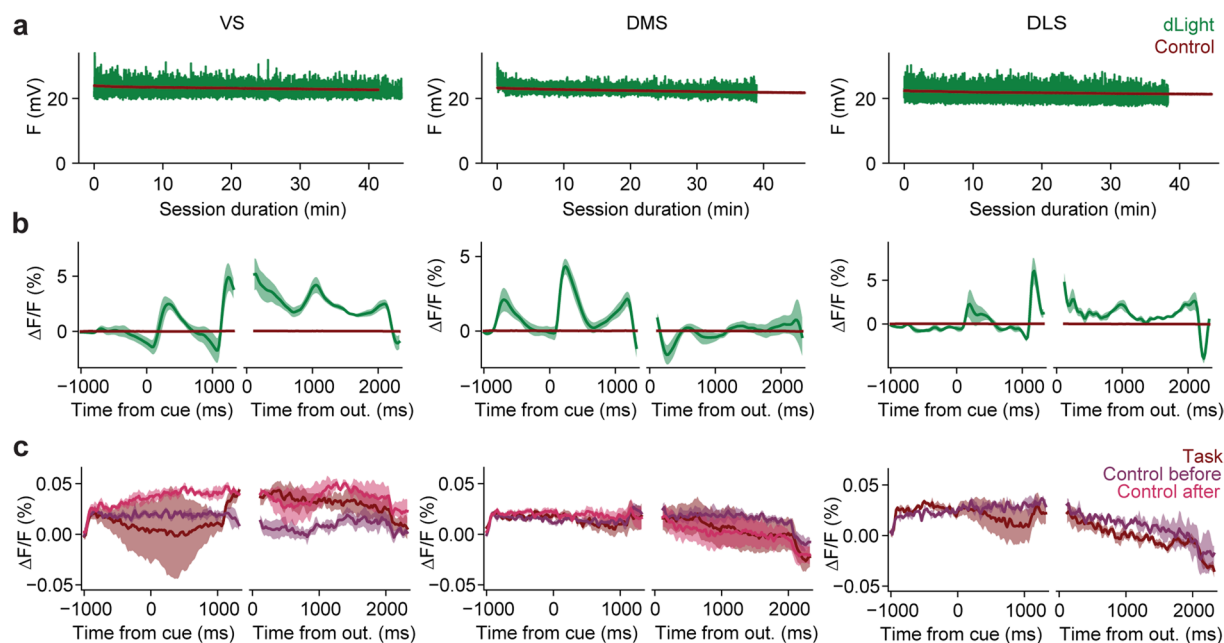 a
VS
DMS
DLS
dLight
Control
F (mV)
20
0
0 10 20 30 40
Session duration (min)
F (mV)
20
0
0 10 20 30 40
Session duration (min)
F (mV)
20
0
0 10 20 30 40
Session duration (min)
b
ΔF/F (%)
5
0
−1000 0 1000 0 1000 2000
Time from cue (ms) Time from out. (ms)
ΔF/F (%)
5
0
−1000 0 1000 0 1000 2000
Time from cue (ms) Time from out. (ms)
ΔF/F (%)
5
0
−1000 0 1000 0 1000 2000
Time from cue (ms) Time from out. (ms)
c
Task
Control before
Control after
ΔF/F (%)
0.05
0.00
−0.05
−1000 0 1000 0 1000 2000
Time from cue (ms) Time from out. (ms)
ΔF/F (%)
0.05
0.00
−0.05
−1000 0 1000 0 1000 2000
Time from cue (ms) Time from out. (ms)
ΔF/F (%)
0.05
0.00
−0.05
−1000 0 1000 0 1000 2000
Time from cue (ms) Time from out. (ms)